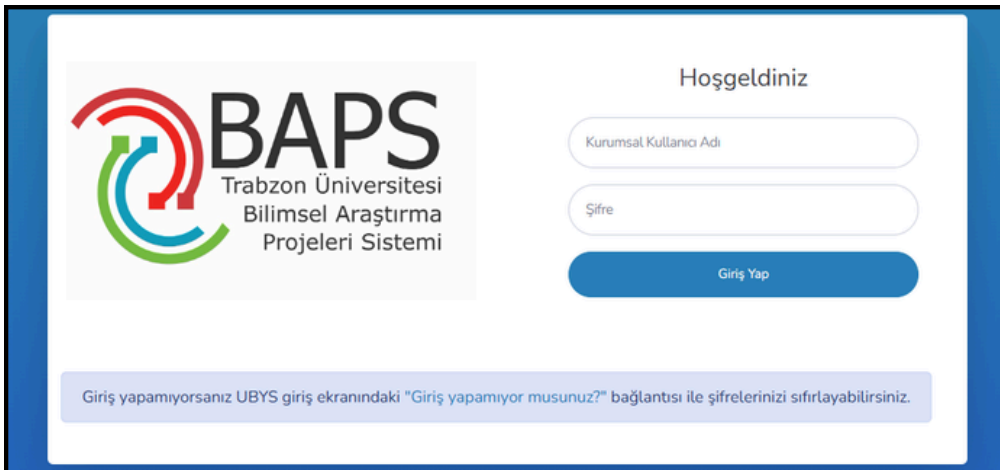 BAPS
Trabzon Üniversitesi
Bilimsel Araştırma
Projeleri Sistemi
Hoşgeldiniz
Kurumsal Kullanıcı Adı
Şifre
Giriş Yap
Giriş yapamıyorsanız UBYS giriş ekranındaki "Giriş yapamıyor musunuz?" bağlantısı ile şifrelerinizi sıfırlayabilirsiniz.